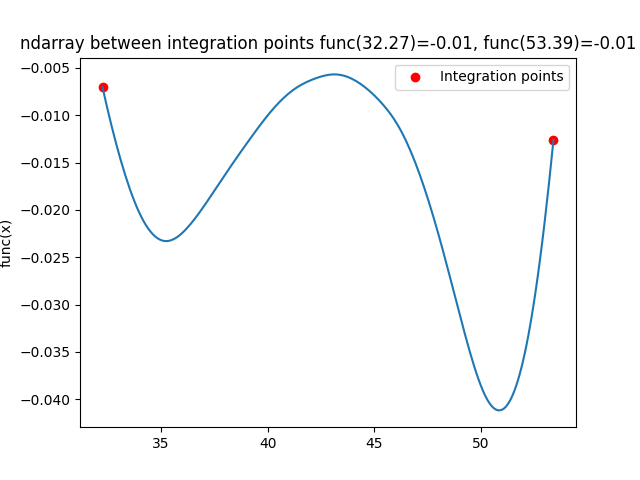 ndarray between integration points func(32.27)=-0.01, func(53.39)=-0.01
Integration points
−0.005
−0.010
−0.015
−0.020
−0.025
−0.030
−0.035
−0.040
func(x)
35 40 45 50